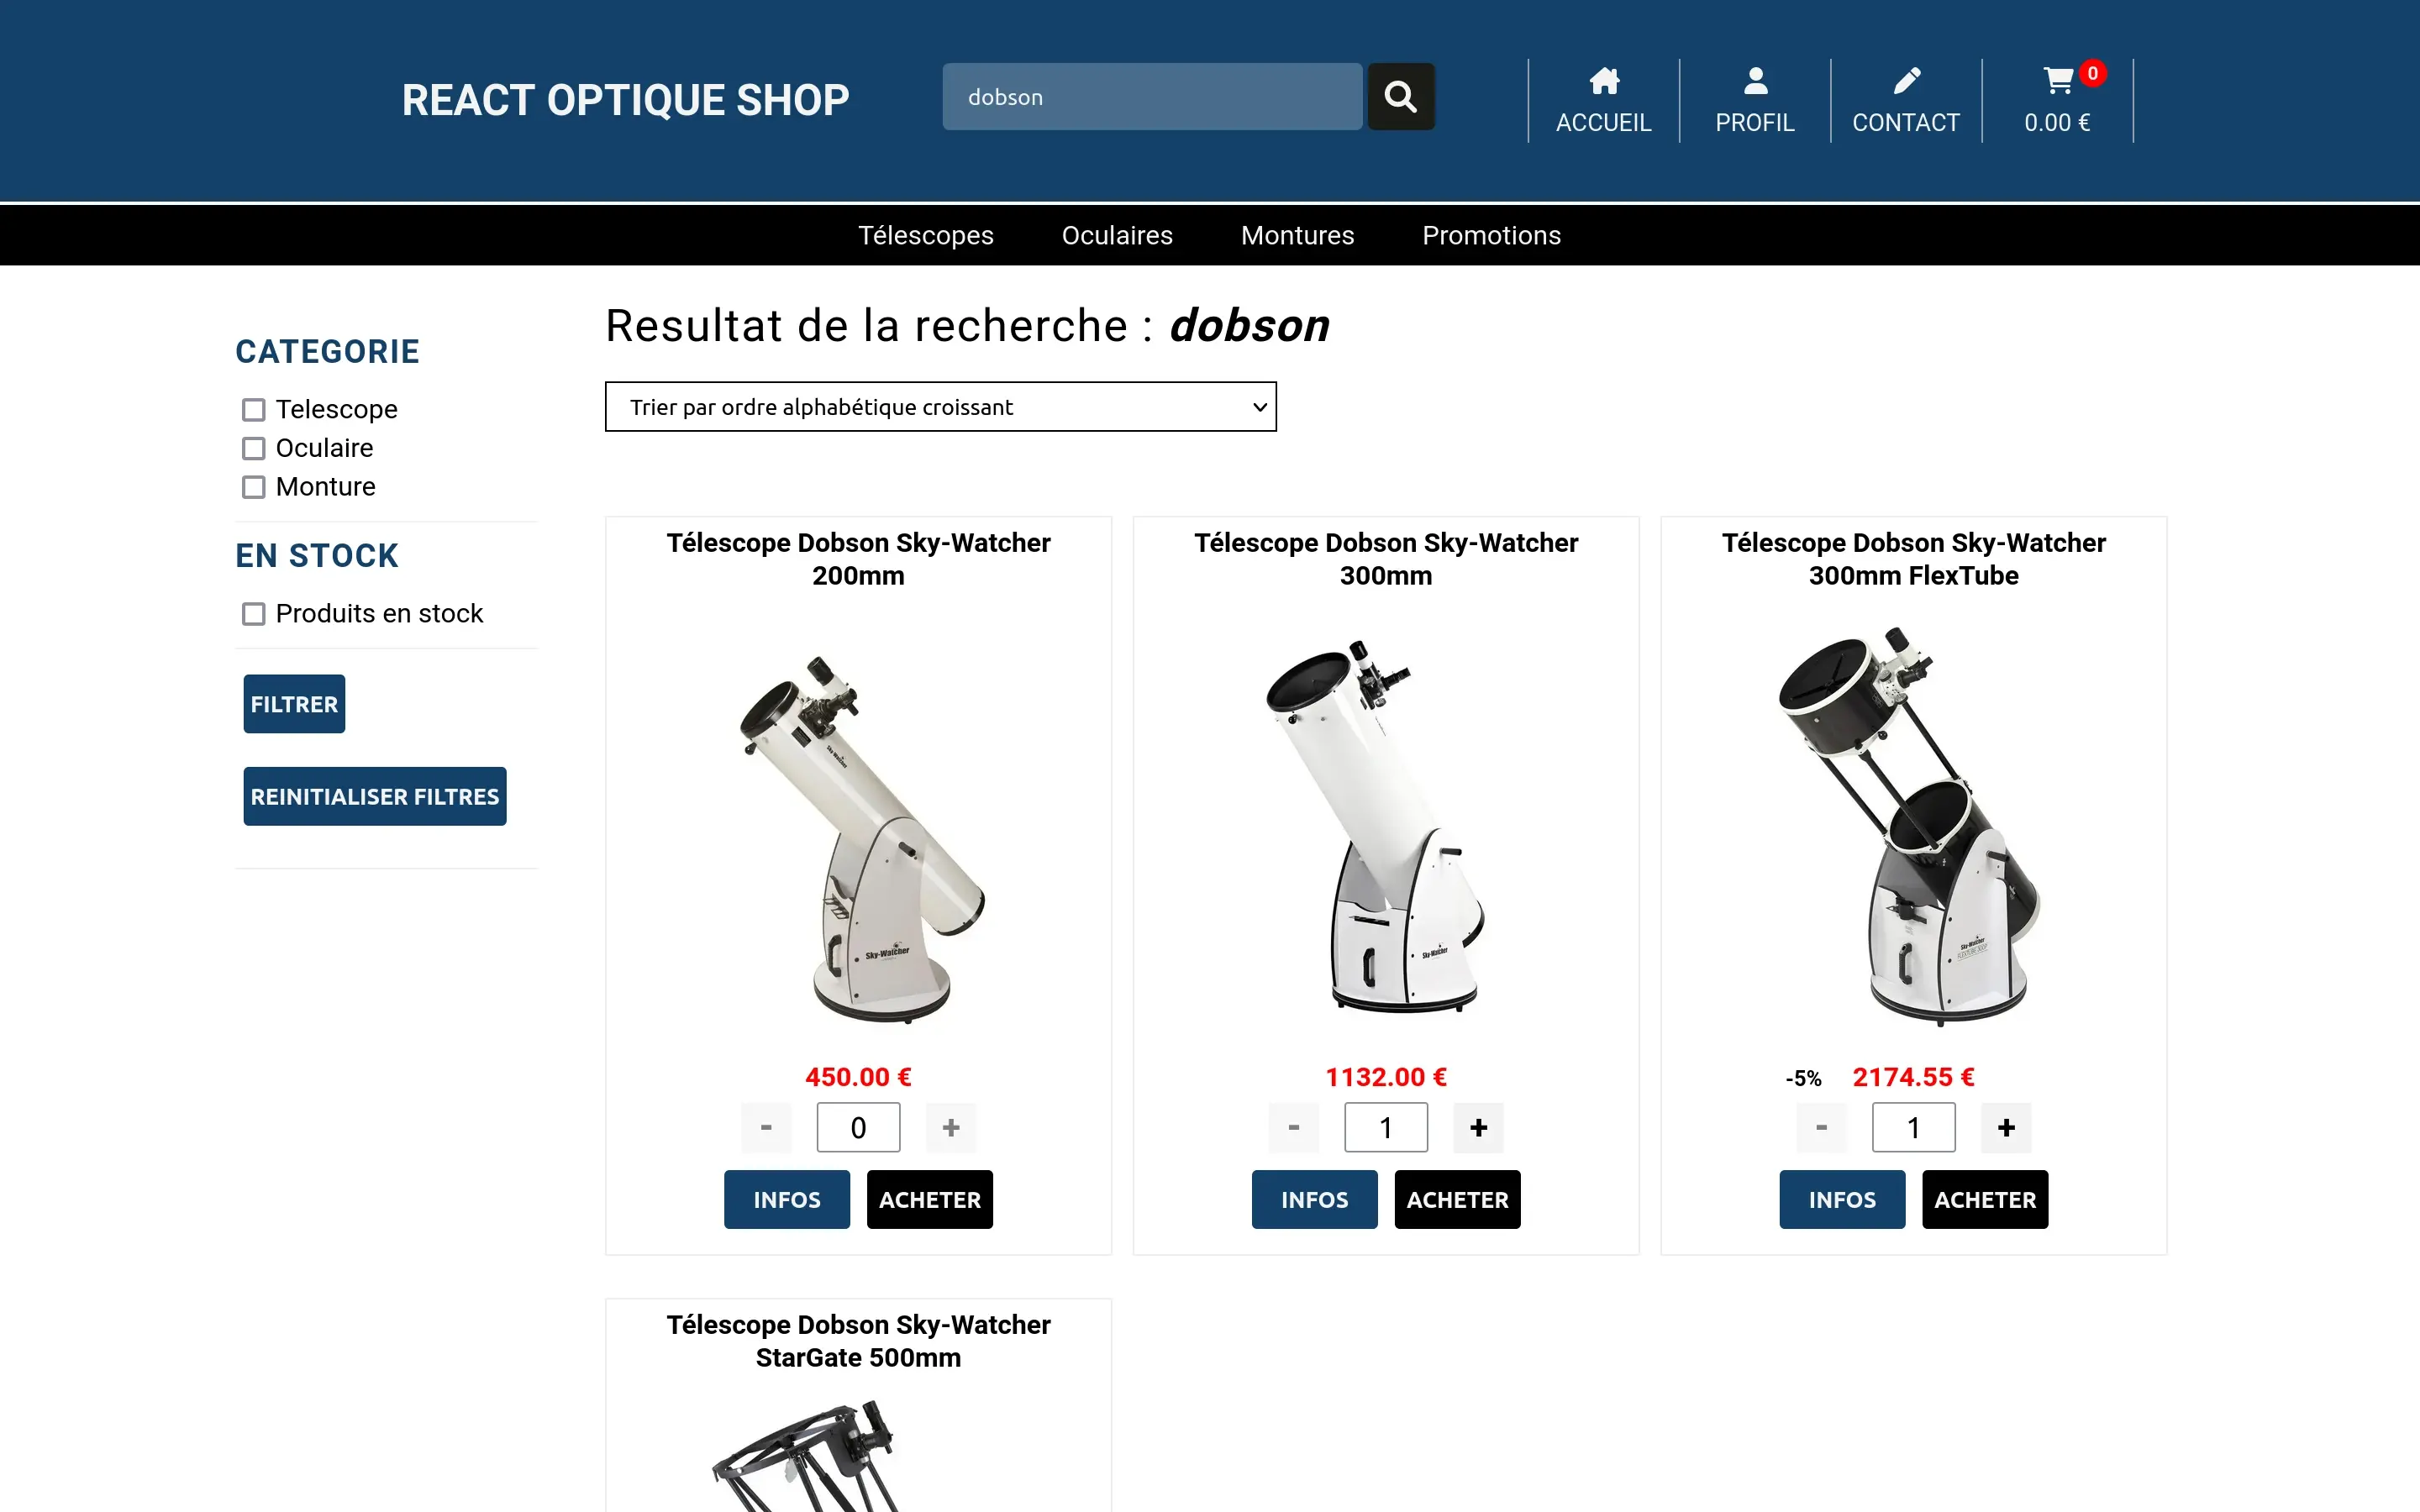 REACT OPTIQUE SHOP
dobson
ACCUEIL
PROFIL
CONTACT
0
0.00 €
Télescopes
Oculaires
Montures
Promotions
CATEGORIE
Telescope
Oculaire
Monture
EN STOCK
Produits en stock
FILTRER
REINITIALISER FILTRES
Resultat de la recherche : dobson
Trier par ordre alphabétique croissant
Télescope Dobson Sky-Watcher
200mm
Sky-Watcher
450.00 €
- 0 +
INFOS ACHETER
Télescope Dobson Sky-Watcher
300mm
Sky-Watcher
1132.00 €
- 1 +
INFOS ACHETER
Télescope Dobson Sky-Watcher
300mm FlexTube
Sky-Watcher
-5% 2174.55 €
- 1 +
INFOS ACHETER
Télescope Dobson Sky-Watcher
StarGate 500mm